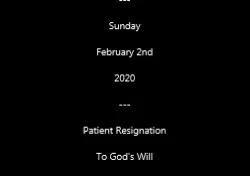 ---
Sunday
February 2nd
2020
---
Patient Resignation
To God's Will